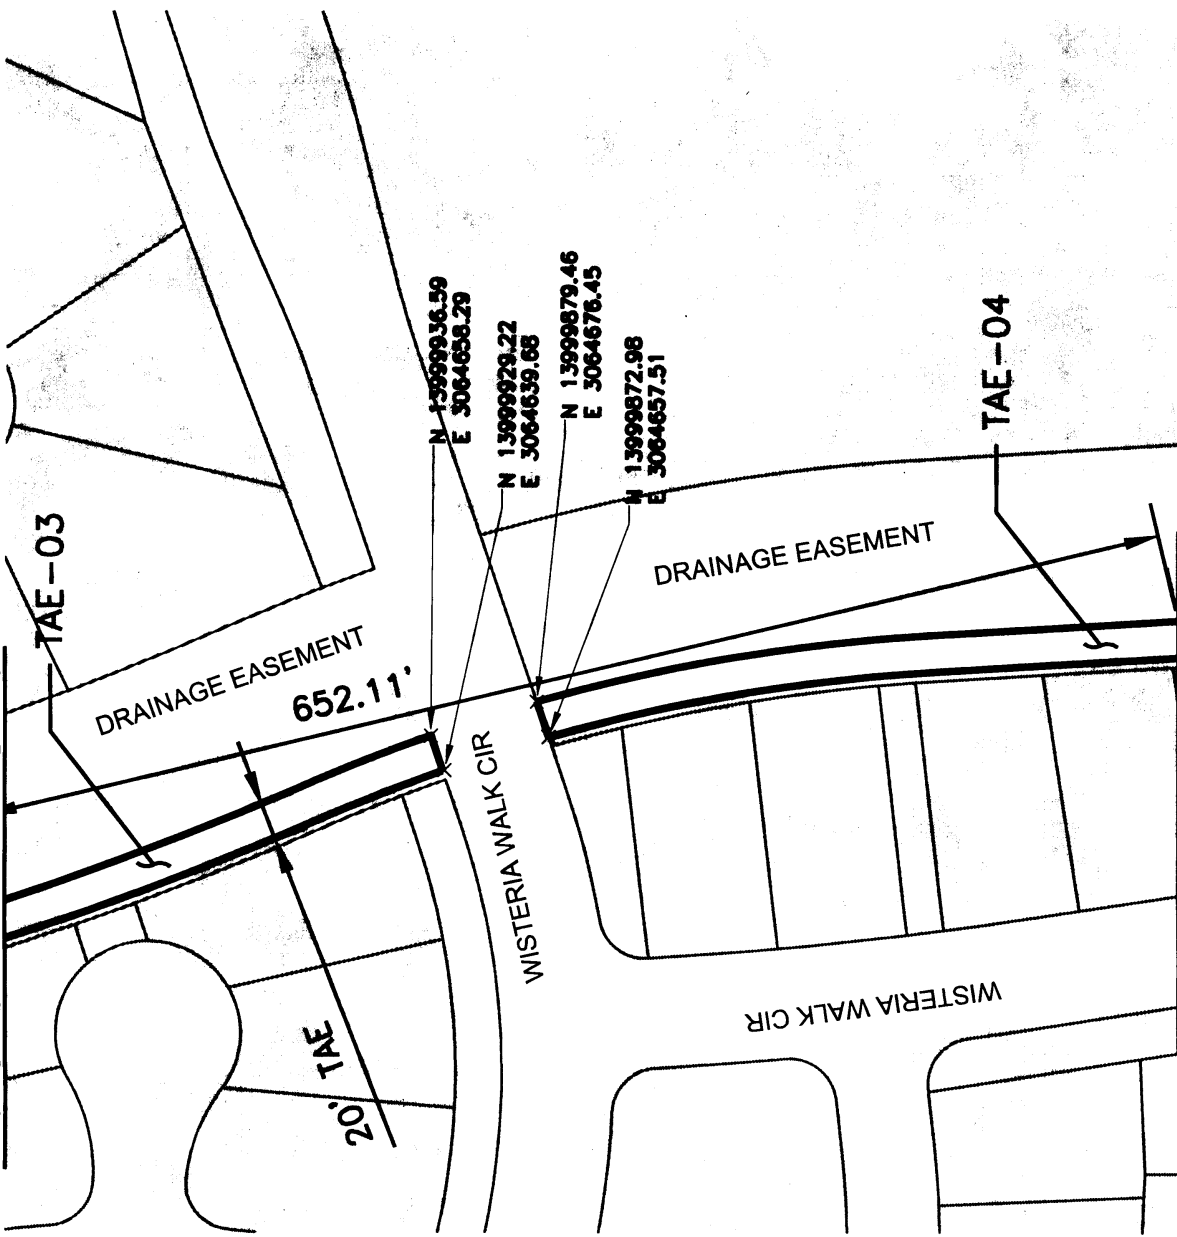 TAE-03
DRAINAGE EASEMENT
652.11'
N 13999936.59
E 3064658.29
N 13999929.22
E 3064639.68
N 13999879.46
E 3064676.45
N 13999872.98
E 3064657.51
TAE-04
DRAINAGE EASEMENT
WISTERIA WALK CIR
WISTERIA WALK CIR
20' TAE